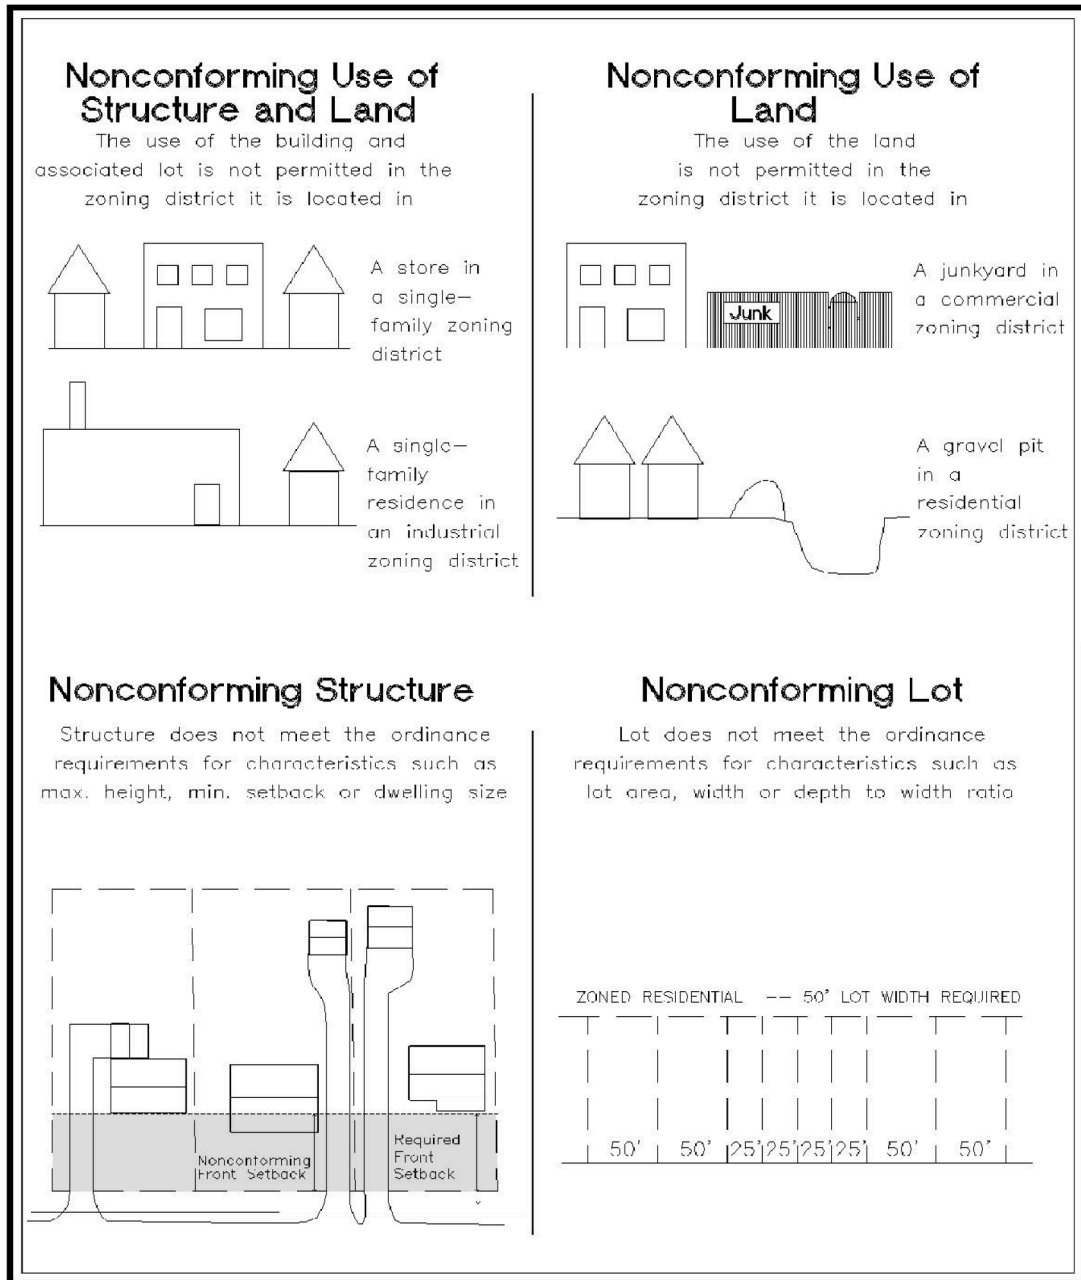 Nonconforming Use of
Structure and Land
The use of the building and
associated lot is not permitted in the
zoning district it is located in
A store in
a single-
family zoning
district
A single-
family
residence in
an industrial
zoning district
Nonconforming Use of
Land
The use of the land
is not permitted in the
zoning district it is located in
Junk
A junkyard in
a commercial
zoning district
A gravel pit
in a
residential
zoning district
Nonconforming Structure
Structure does not meet the ordinance
requirements for characteristics such as
max. height, min. setback or dwelling size
Nonconforming
Front Setback
Required
Front
Setback
Nonconforming Lot
Lot does not meet the ordinance
requirements for characteristics such as
lot area, width or depth to width ratio
ZONED RESIDENTIAL -- 50' LOT WIDTH REQUIRED
50' 50' 25' 25' 25' 25' 50' 50'